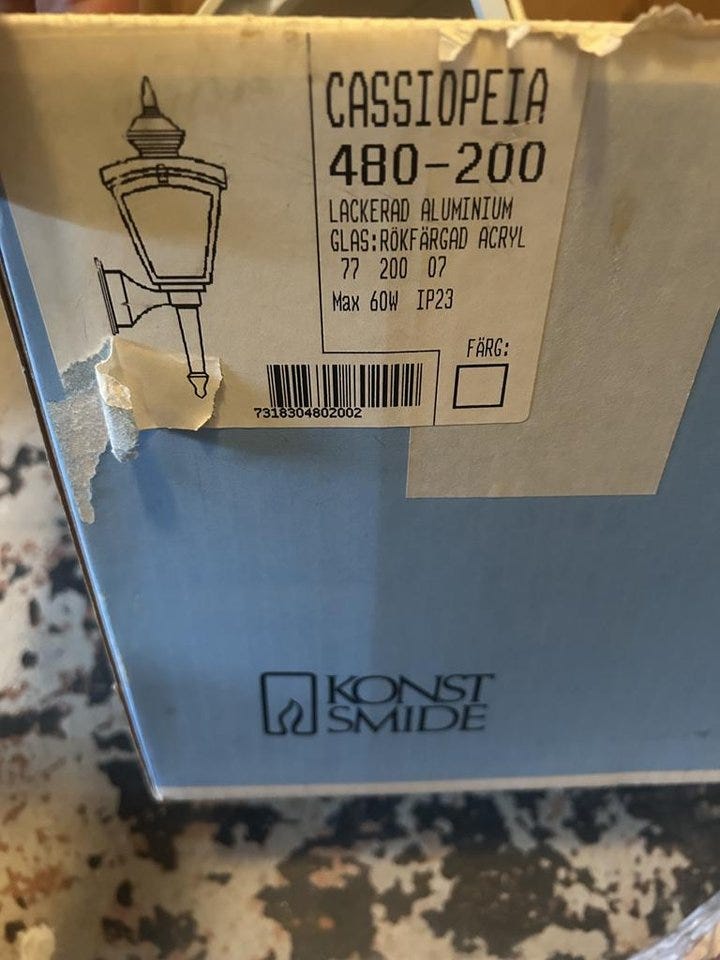 CASSIOPEIA
480-200
LACKERAD ALUMINIUM
GLAS:RÖKFÄRGAD ACRYL
77 200 07
Max 60W IP23
FÄRG:
7318304802002
KONST
SMIDE